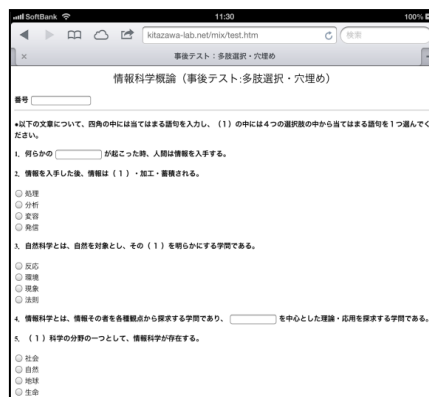 SoftBank 11:30 100%
kitazawa-lab.net/mix/test.htm 検索
事後テスト：多肢選択・穴埋め
情報科学概論（事後テスト:多肢選択・穴埋め）
番号
●以下の文章について、四角の中には当てはまる語句を入力し、（1）の中には４つの選択肢の中から当てはまる語句を１つ選んでく
ださい。
1. 何らかの が起こった時、人間は情報を入手する。
2. 情報を入手した後、情報は（1）・加工・蓄積される。
処理
分析
変容
発信
3. 自然科学とは、自然を対象とし、その（1）を明らかにする学問である。
反応
環境
現象
法則
4. 情報科学とは、情報その者を各種観点から探求する学問であり、 を中心とした理論・応用を探求する学問である。
5. （1）科学の分野の一つとして、情報科学が存在する。
社会
自然
地球
生命